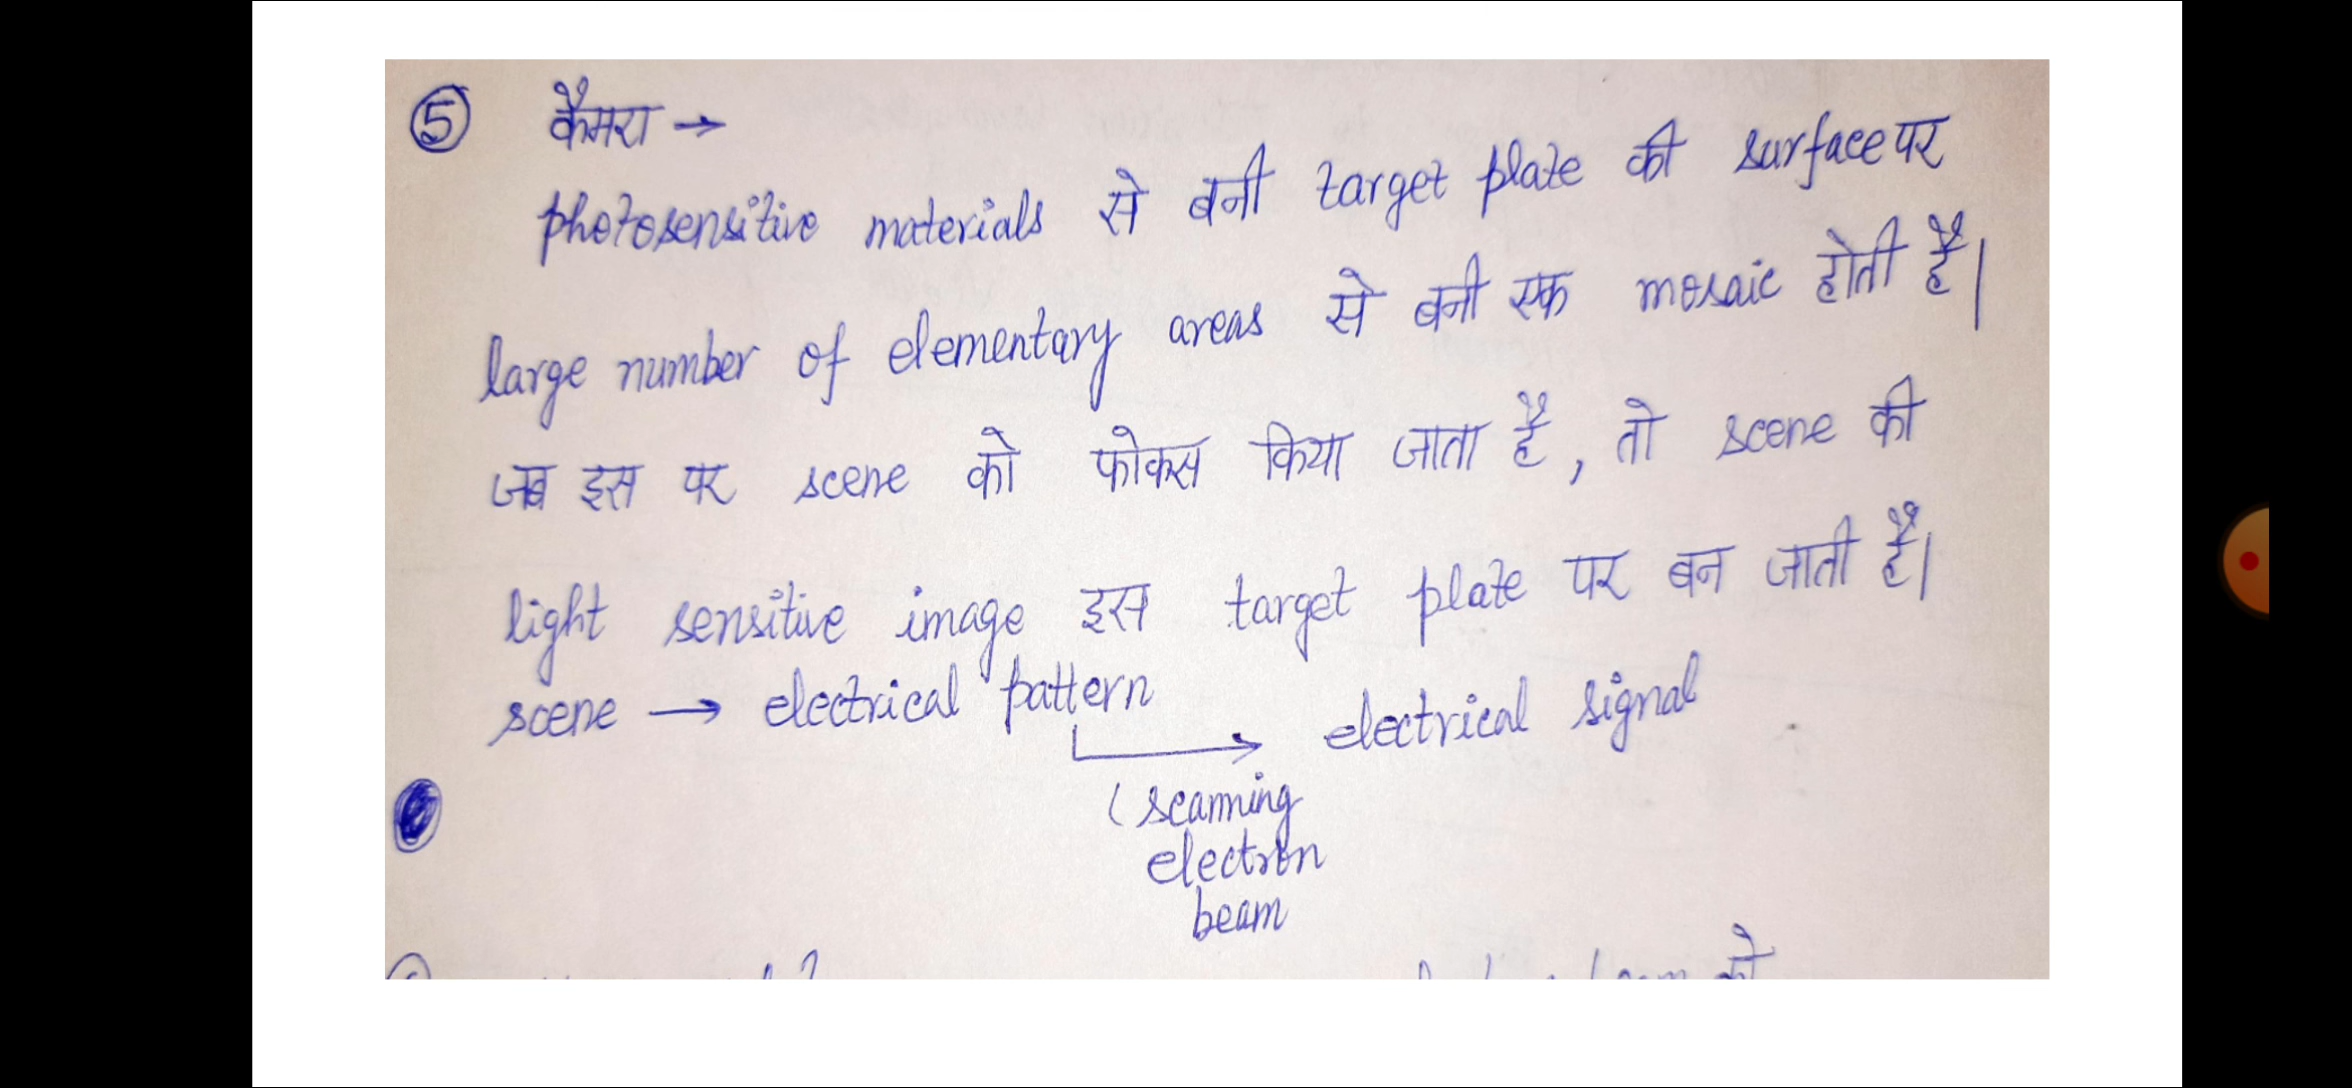 ⑤ कैमरा →
photosensitive materials से बनी target plate की surface पर
large number of elementary areas से बनी एक mosaic होती है।
जब इस पर scene को फोकस किया जाता है, तो scene की
light sensitive image इस target plate पर बन जाती है।
scene → electrical pattern → electrical signal
(scanning
electron
beam
को